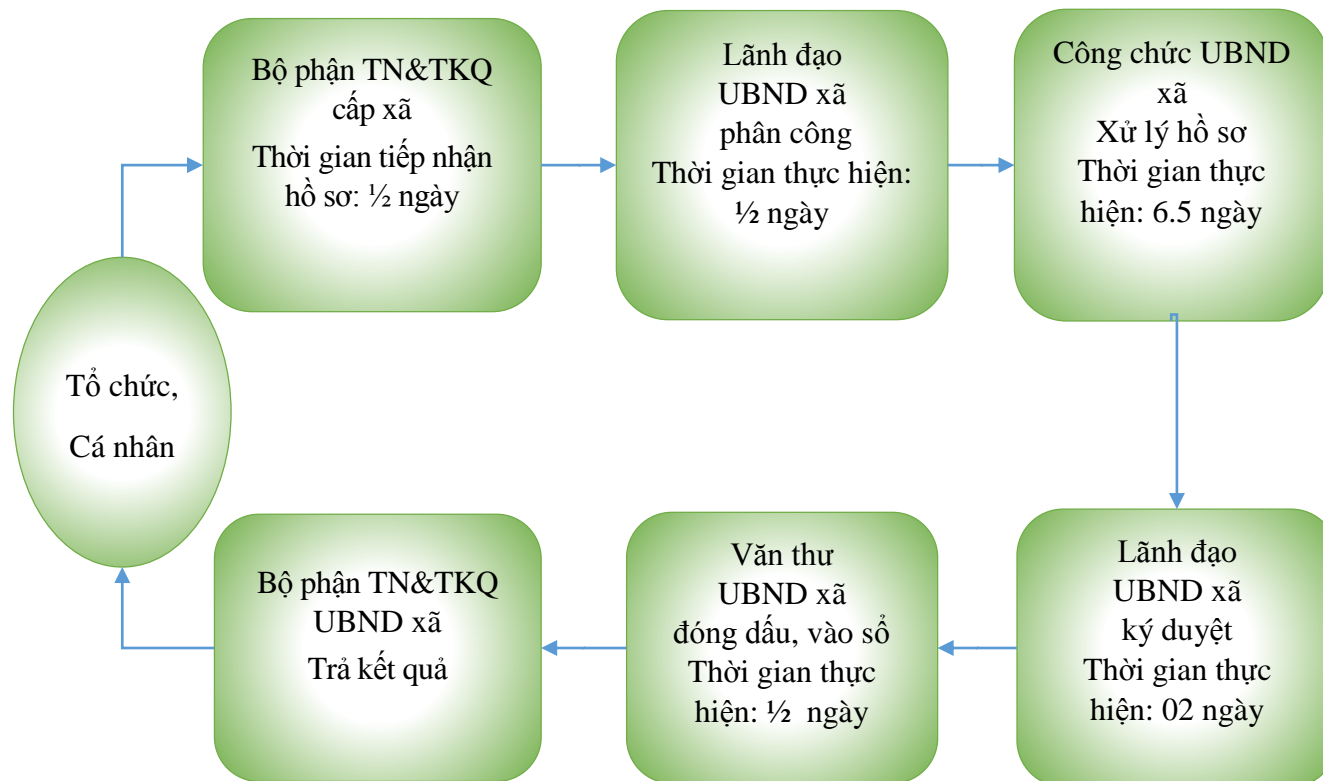 Bộ phận TN&TKQ
cấp xã
Thời gian tiếp nhận
hồ sơ: ½ ngày
Lãnh đạo
UBND xã
phân công
Thời gian thực hiện:
½ ngày
Công chức UBND
xã
Xử lý hồ sơ
Thời gian thực
hiện: 6.5 ngày
Tổ chức,
Cá nhân
Lãnh đạo
UBND xã
ký duyệt
Thời gian thực
hiện: 02 ngày
Văn thư
UBND xã
đóng dấu, vào sổ
Thời gian thực
hiện: ½ ngày
Bộ phận TN&TKQ
UBND xã
Trả kết quả